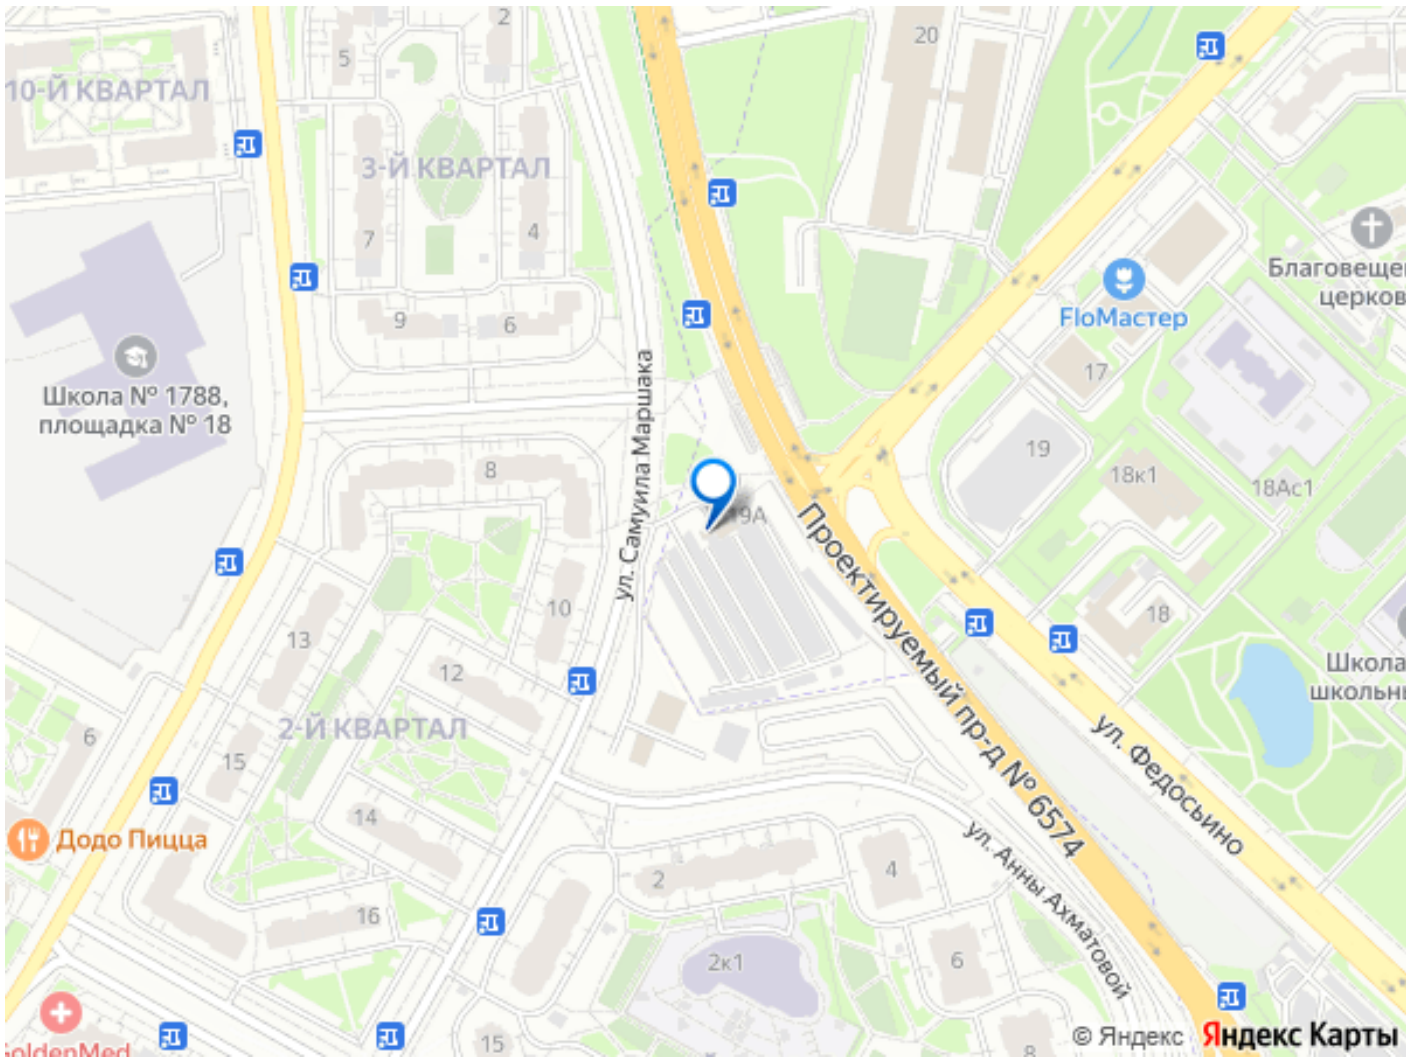 2
20
5
10-Й КВАРТАЛ
3-Й КВАРТАЛ
7
4
Благовеще
церков
FloМастер
9
6
17
Школа № 1788,
площадка № 18
ул. Самуила Маршака
19
8
18к1
18Ас1
19А
Проектируемый пр-д № 6574
10
18
13
12
Школа
школьн
2-Й КВАРТАЛ
6
15
ул. Федосьино
14
Додо Пицца
ул. Анны Ахматовой
2
4
16
2к1
6
GoldenMed
15
8
© Яндекс Яндекс Карты